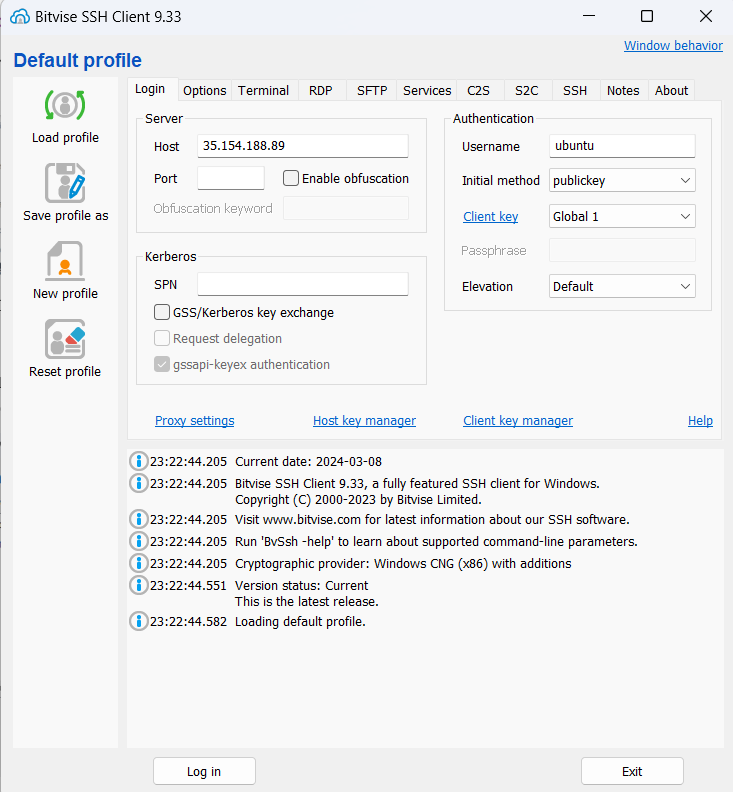 Bitvise SSH Client 9.33
Window behavior
Default profile
Load profile
Save profile as
New profile
Reset profile
Login Options Terminal RDP SFTP Services C2S S2C SSH Notes About
Server
Host 35.154.188.89
Port Enable obfuscation
Obfuscation keyword
Kerberos
SPN
GSS/Kerberos key exchange
Request delegation
gssapi-keyex authentication
Authentication
Username ubuntu
Initial method publickey
Client key Global 1
Passphrase
Elevation Default
Proxy settings Host key manager Client key manager Help
23:22:44.205 Current date: 2024-03-08
23:22:44.205 Bitvise SSH Client 9.33, a fully featured SSH client for Windows.
Copyright (C) 2000-2023 by Bitvise Limited.
23:22:44.205 Visit www.bitvise.com for latest information about our SSH software.
23:22:44.205 Run 'BvSsh -help' to learn about supported command-line parameters.
23:22:44.205 Cryptographic provider: Windows CNG (x86) with additions
23:22:44.551 Version status: Current
This is the latest release.
23:22:44.582 Loading default profile.
Log in Exit